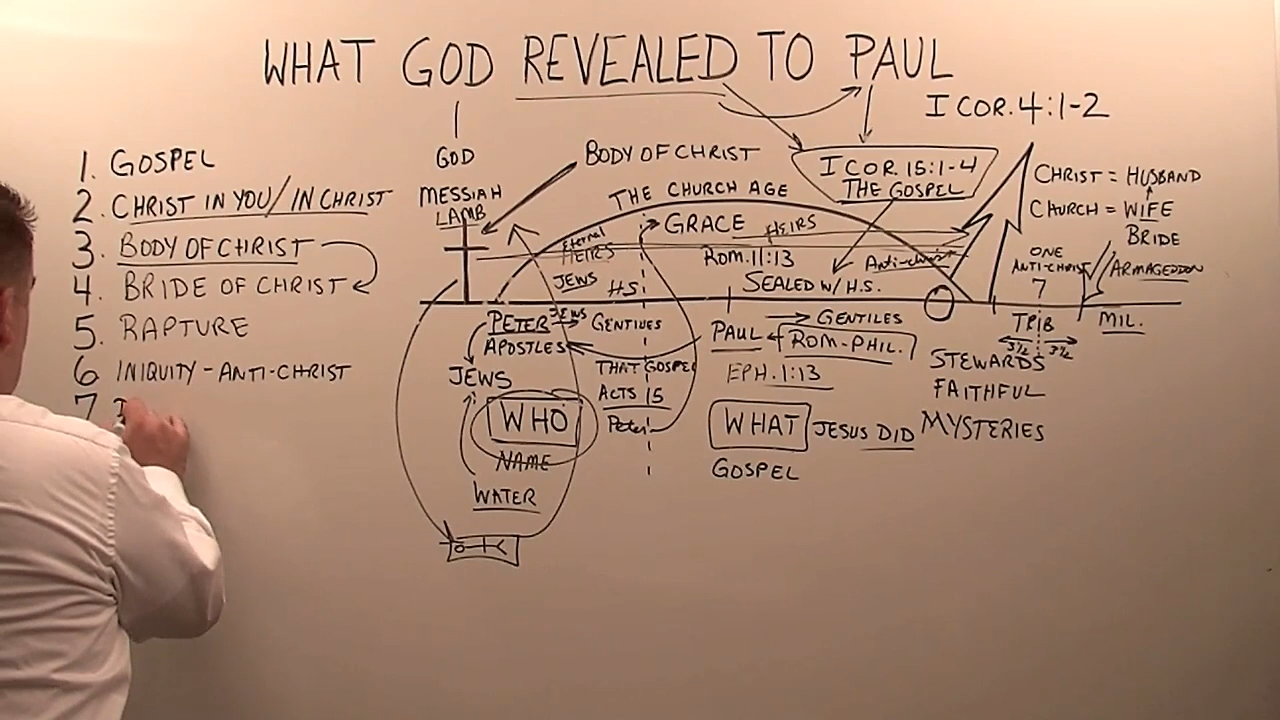 WHAT GOD REVEALED TO PAUL
I COR. 4:1-2
1. GOSPEL
2. CHRIST IN YOU/IN CHRIST
3. BODY OF CHRIST
4. BRIDE OF CHRIST
5. RAPTURE
6 INIQUITY - ANTI-CHRIST
7
GOD
MESSIAH
LAMB
BODY OF CHRIST
THE CHURCH AGE
I COR 15:1-4
THE GOSPEL
GRACE
HEIRS
Eternal
HEIRS
JEWS
H.S.
Rom. 11:13
Anti-christ
SEALED W/ H.S.
CHRIST = HUSBAND
CHURCH = WIFE
BRIDE
ONE
ANTI-CHRIST
7
ARMAGEDDON
TRIB
3½ 3½
MIL.
PETER JEWS GENTILES
APOSTLES
JEWS
WHO
NAME
WATER
THAT GOSPEL
ACTS 15
Peter
PAUL
GENTILES
ROM-PHIL.
EPH. 1:13
WHAT JESUS DID
GOSPEL
STEWARDS
FAITHFUL
MYSTERIES